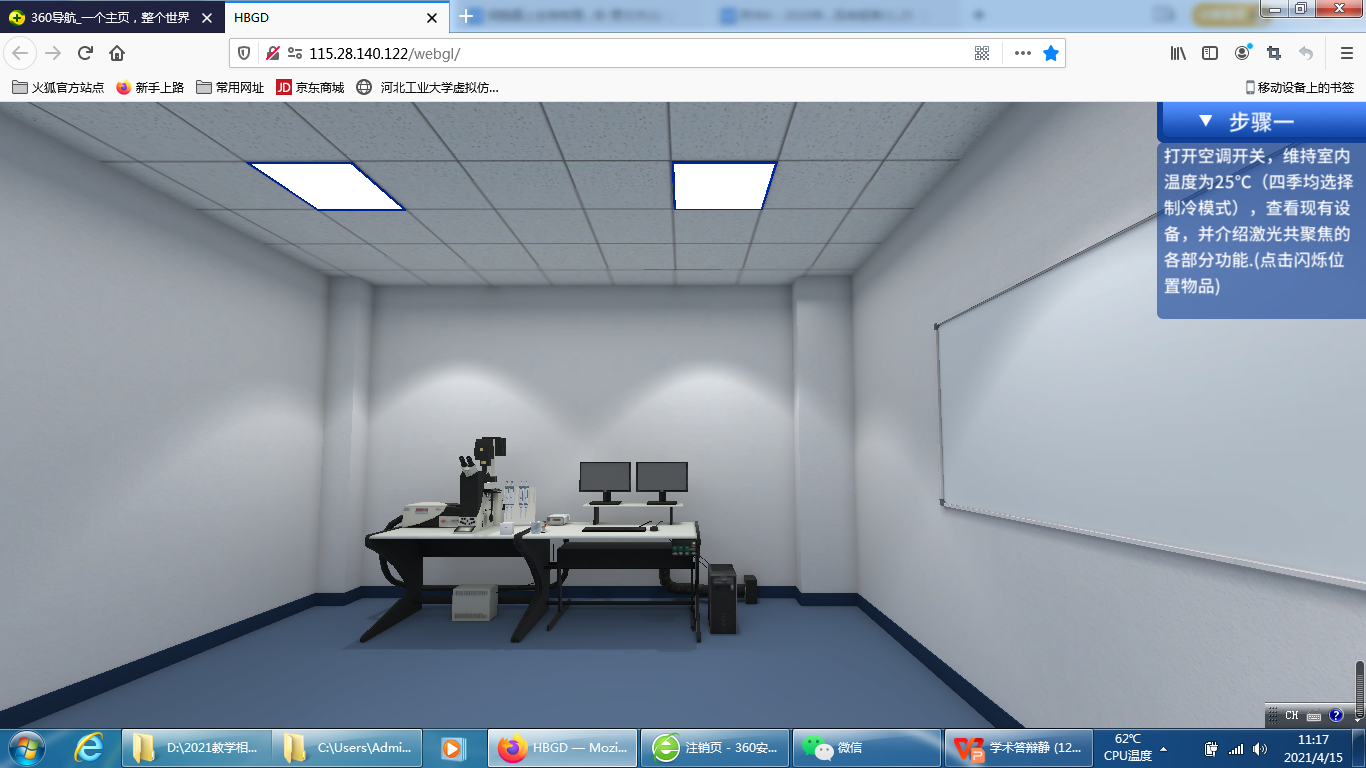 360导航_一个主页，整个世界
HBGD
115.28.140.122/webgl/
火狐官方站点
新手上路
常用网址
JD
京东商城
河北工业大学虚拟仿...
移动设备上的书签
步骤一
打开空调开关，维持室内
温度为25℃（四季均选择
制冷模式），查看现有设
备，并介绍激光共聚焦的
各部分功能.(点击闪烁位
置物品)
CH
D:\2021教学相...
C:\Users\Admi...
HBGD — Mozi...
注销页 - 360安...
微信
学术答辩静 (12...
62℃
CPU温度
11:17
2021/4/15